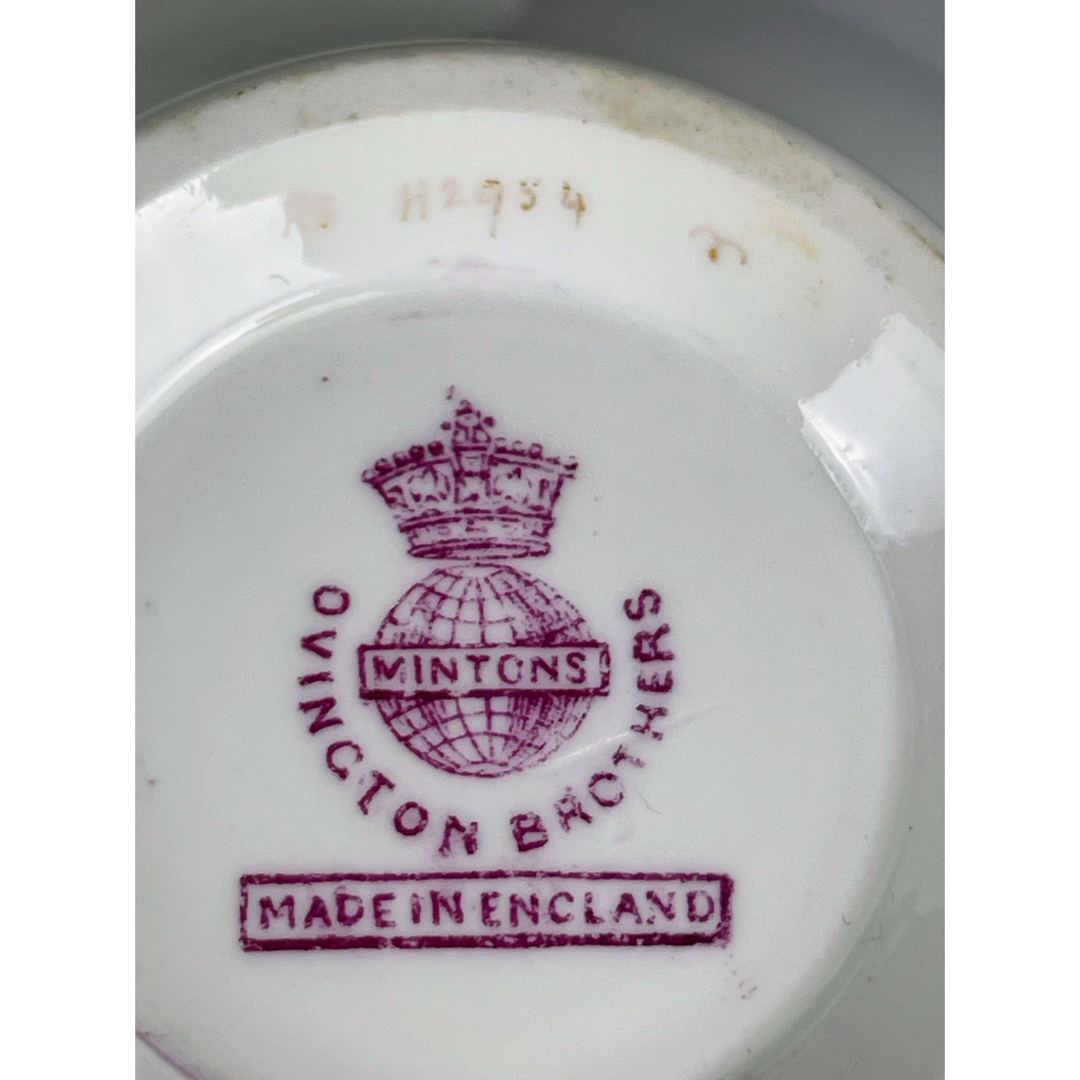 H2954
MINTONS
OVINGTON BROTHERS
MADE IN ENGLAND